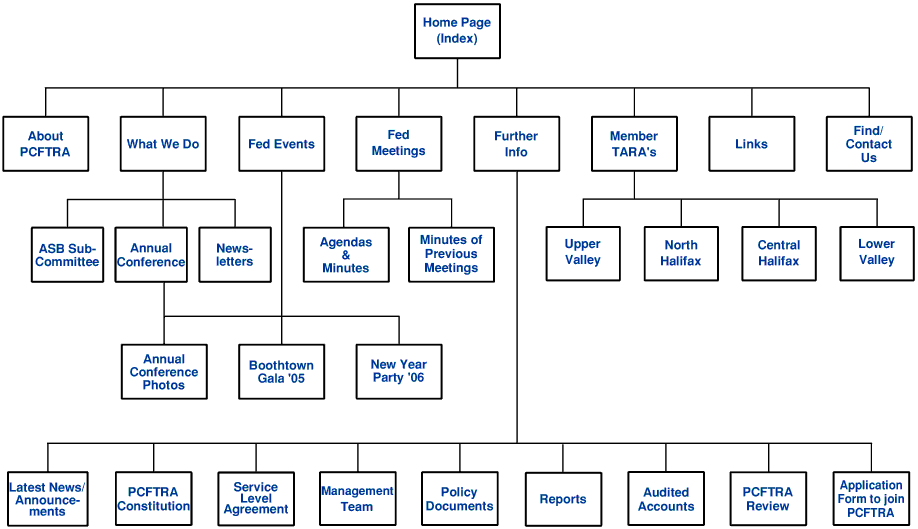 Home Page
(Index)
About
PCFTRA
What We Do
Fed Events
Fed
Meetings
Further
Info
Member
TARA's
Links
Find/
Contact
Us
ASB Sub-
Committee
Annual
Conference
News-
letters
Agendas
&
Minutes
Minutes of
Previous
Meetings
Upper
Valley
North
Halifax
Central
Halifax
Lower
Valley
Annual
Conference
Photos
Boothtown
Gala '05
New Year
Party '06
Latest News/
Announce-
ments
PCFTRA
Constitution
Service
Level
Agreement
Management
Team
Policy
Documents
Reports
Audited
Accounts
PCFTRA
Review
Application
Form to join
PCFTRA